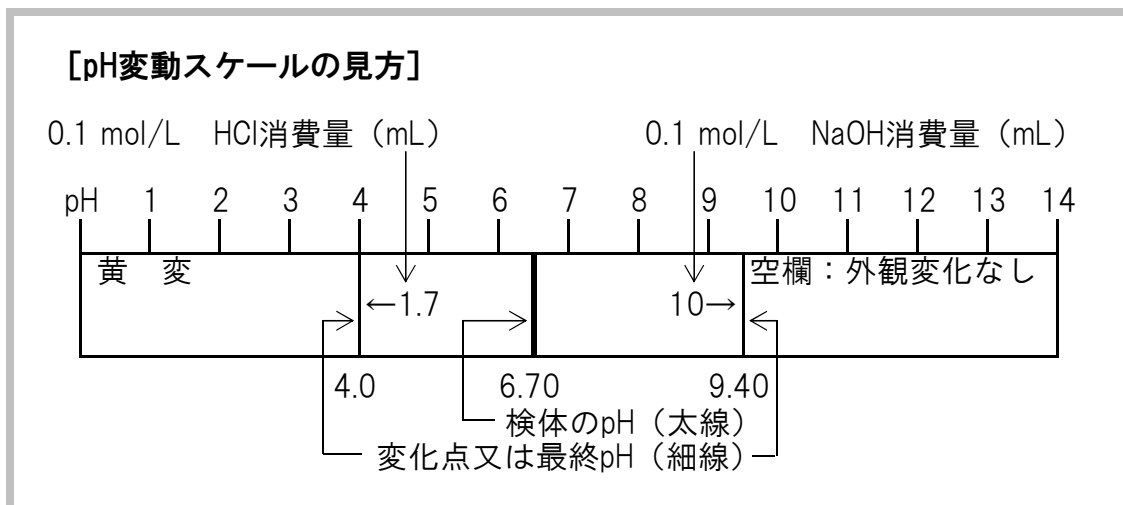 [pH変動スケールの見方]
0.1 mol/L HCl消費量（mL） 0.1 mol/L NaOH消費量（mL）
pH 1 2 3 4 5 6 7 8 9 10 11 12 13 14
黄 変 空欄：外観変化なし
←1.7 10→
4.0 6.70 9.40
検体のpH（太線）
変化点又は最終pH（細線）